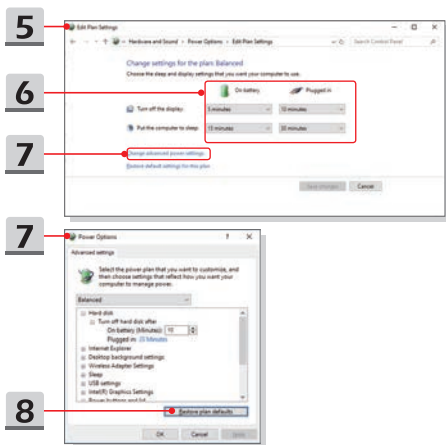 5
Edit Plan Settings
Hardware and Sound › Power Options › Edit Plan Settings
Search Control Panel
Change settings for the plan: Balanced
Choose the sleep and display settings that you want your computer to use.
6
On battery
Plugged in
Turn off the display:
5 minutes
10 minutes
Put the computer to sleep:
15 minutes
30 minutes
7
Change advanced power settings
Restore default settings for this plan
Save changes
Cancel
7
Power Options
? ×
Advanced settings
Select the power plan that you want to customize, and
then choose settings that reflect how you want your
computer to manage power.
Balanced
Hard disk
Turn off hard disk after
On battery (Minutes): 10
Plugged in: 20 Minutes
Internet Explorer
Desktop background settings
Wireless Adapter Settings
Sleep
USB settings
Intel(R) Graphics Settings
Power buttons and lid
8
Restore plan defaults
OK
Cancel
Apply